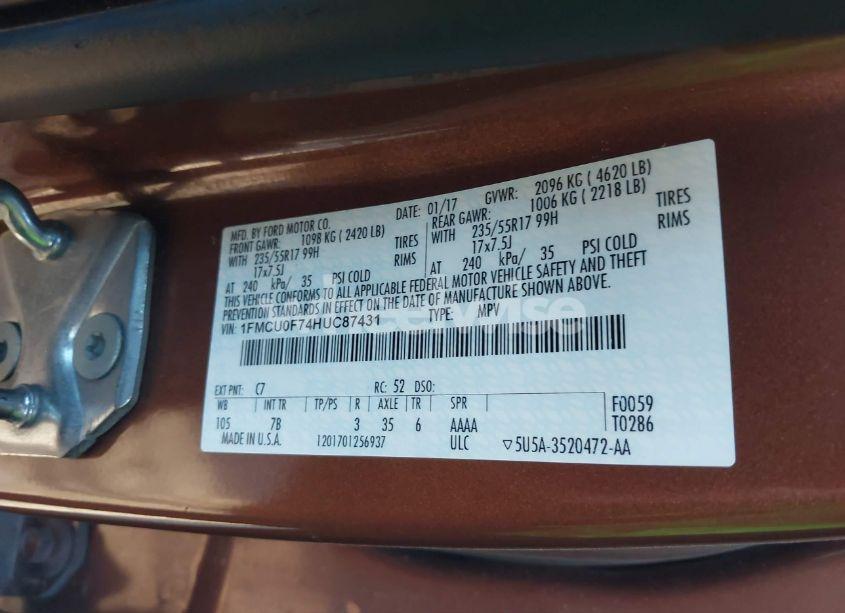 MFD. BY FORD MOTOR CO. DATE: 01/17 GVWR: 2096 KG ( 4620 LB)
FRONT GAWR: 1098 KG ( 2420 LB) REAR GAWR: 1006 KG ( 2218 LB)
WITH 235/55R17 99H TIRES WITH 235/55R17 99H TIRES
17x7.5J RIMS 17x7.5J RIMS
AT 240 kPa/ 35 PSI COLD AT 240 kPa/ 35 PSI COLD
THIS VEHICLE CONFORMS TO ALL APPLICABLE FEDERAL MOTOR VEHICLE SAFETY AND THEFT
PREVENTION STANDARDS IN EFFECT ON THE DATE OF MANUFACTURE SHOWN ABOVE.
VIN: 1FMCU0F74HUC87431 TYPE: MPV
EXT PNT: C7 RC: 52 DSO:
WB INT TR TP/PS R AXLE TR SPR F0059
105 7B 3 35 6 AAAA T0286
MADE IN U.S.A. 1201701256937 ULC ▽5U5A-3520472-AA